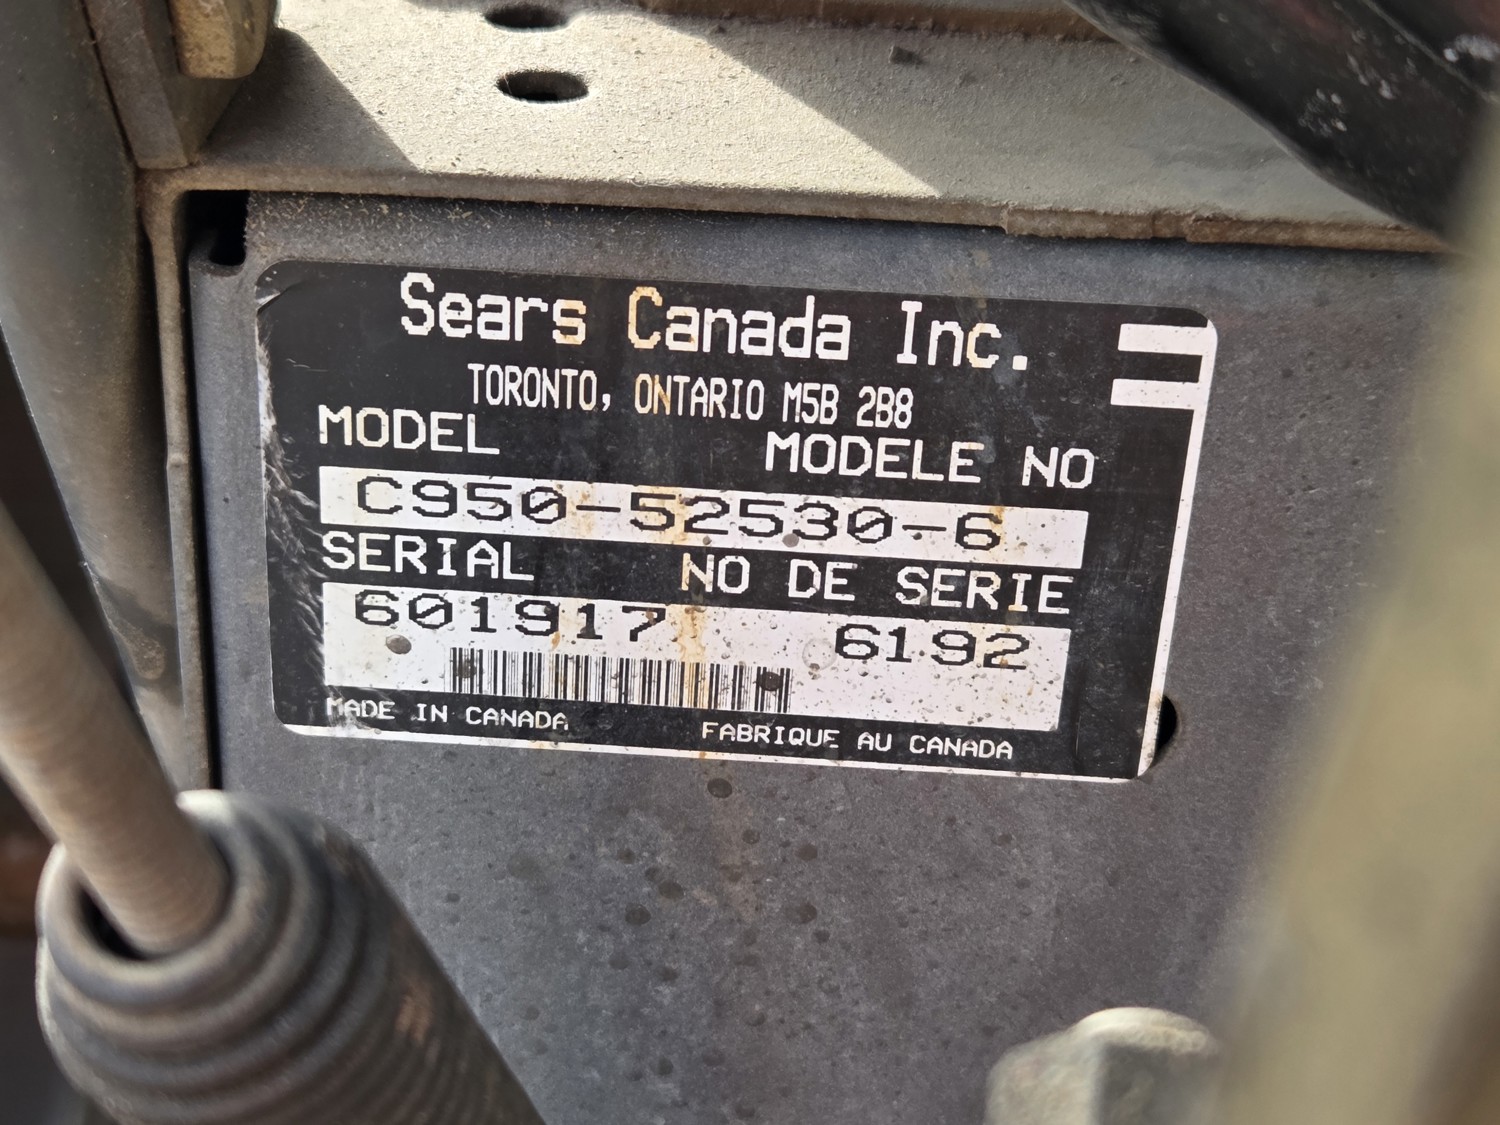 Sears Canada Inc.
TORONTO, ONTARIO M5B 2B8
MODEL MODELE NO
C950-52530-6
SERIAL NO DE SERIE
601917 6192
MADE IN CANADA FABRIQUE AU CANADA